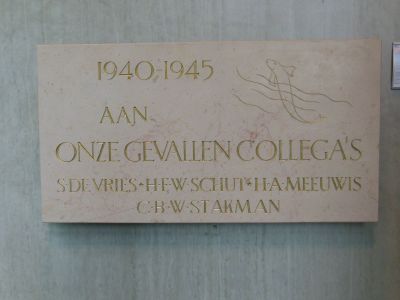 1940-1945
AAN
ONZE GEVALLEN COLLEGA'S
S.DE VRIES·H.F.W.SCHUT·H.A.MEEUWIS
C.B.W.STAKMAN